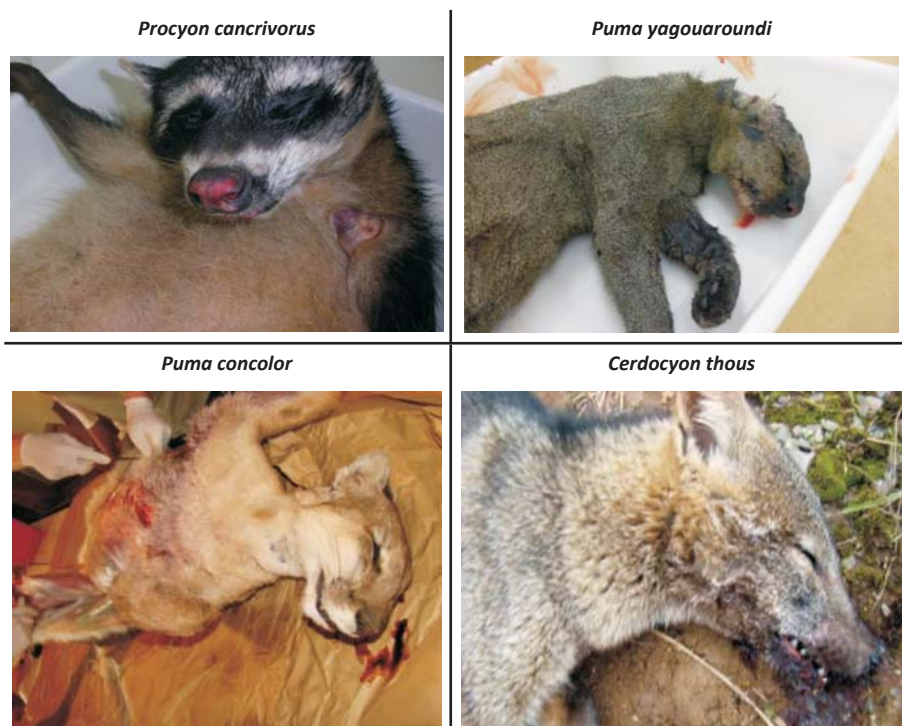 Procyon cancrivorus
Puma yagouaroundi
Puma concolor
Cerdocyon thous